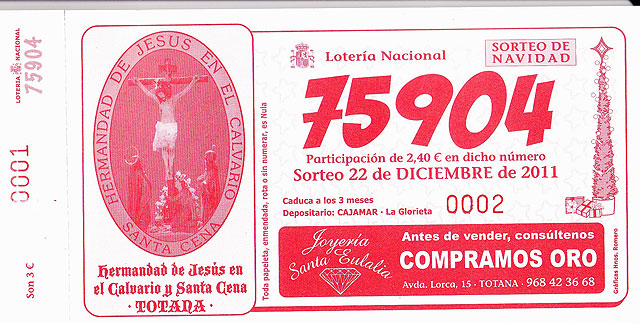 LOTERÍA NACIONAL
75904
0001
Son 3 €
HERMANDAD DE JESUS EN EL CALVARIO
SANTA CENA
Hermandad de Jesús en
el Calvario y Santa Cena
· TOTANA ·
Toda papeleta, enmendada, rota o sin numerar, es Nula
Lotería Nacional
SORTEO DE
NAVIDAD
75904
Participación de 2,40 € en dicho número
Sorteo 22 de DICIEMBRE de 2011
Caduca a los 3 meses
Depositario: CAJAMAR - La Glorieta
0002
Joyería
Santa Eulalia
Antes de vender, consúltenos
COMPRAMOS ORO
Avda. Lorca, 15 - TOTANA - 968 42 36 68
Gráficas Hnos. Romero